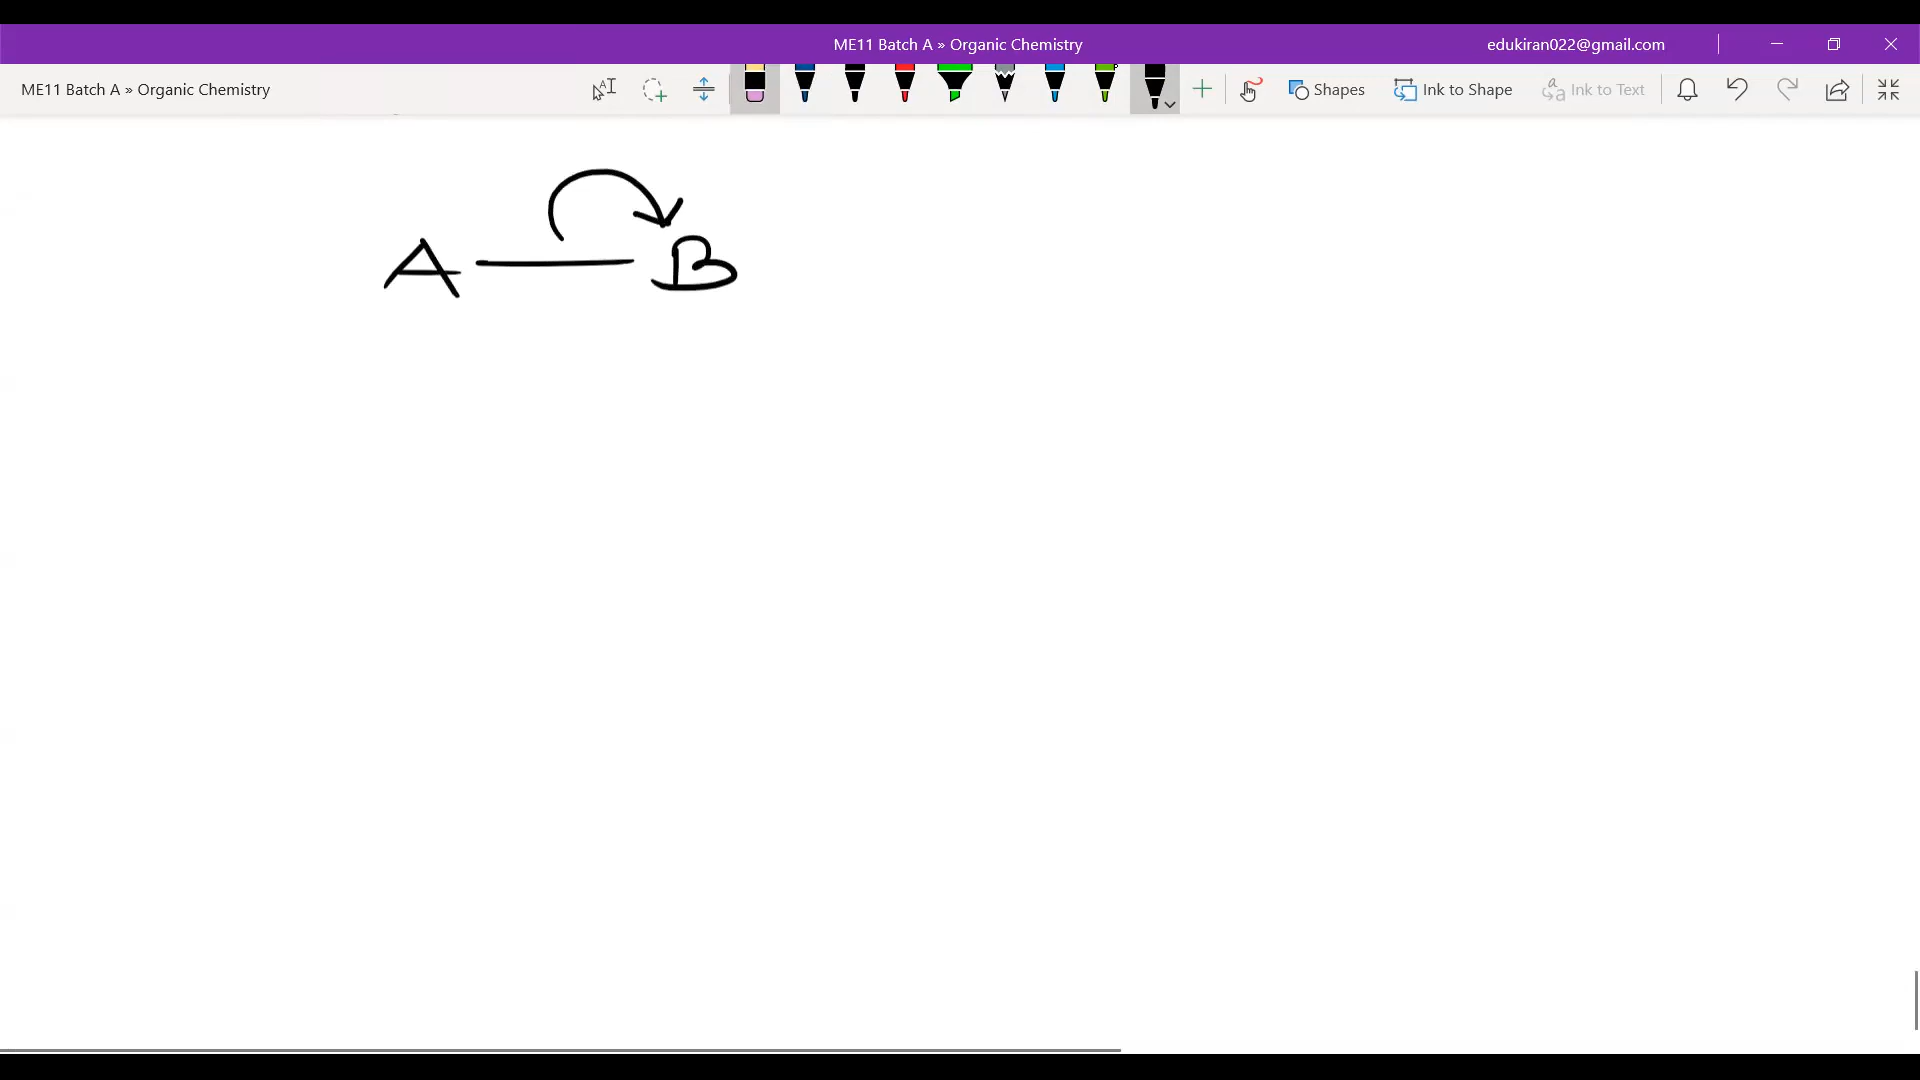 ME11 Batch A » Organic Chemistry
edukiran022@gmail.com
ME11 Batch A » Organic Chemistry
Shapes
Ink to Shape
Ink to Text
A — B